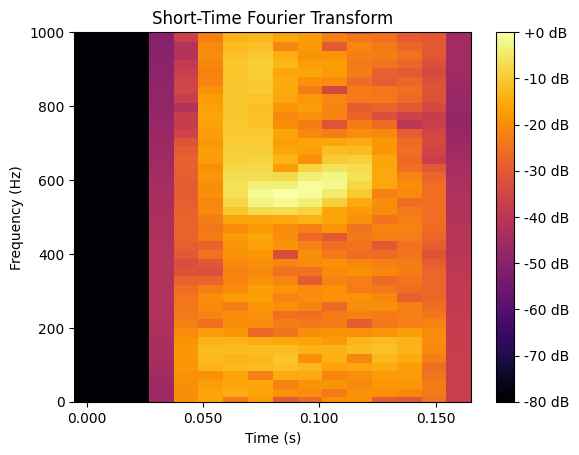 Short-Time Fourier Transform
Frequency (Hz)
1000
800
600
400
200
0
0.000
0.050
0.100
0.150
Time (s)
+0 dB
-10 dB
-20 dB
-30 dB
-40 dB
-50 dB
-60 dB
-70 dB
-80 dB